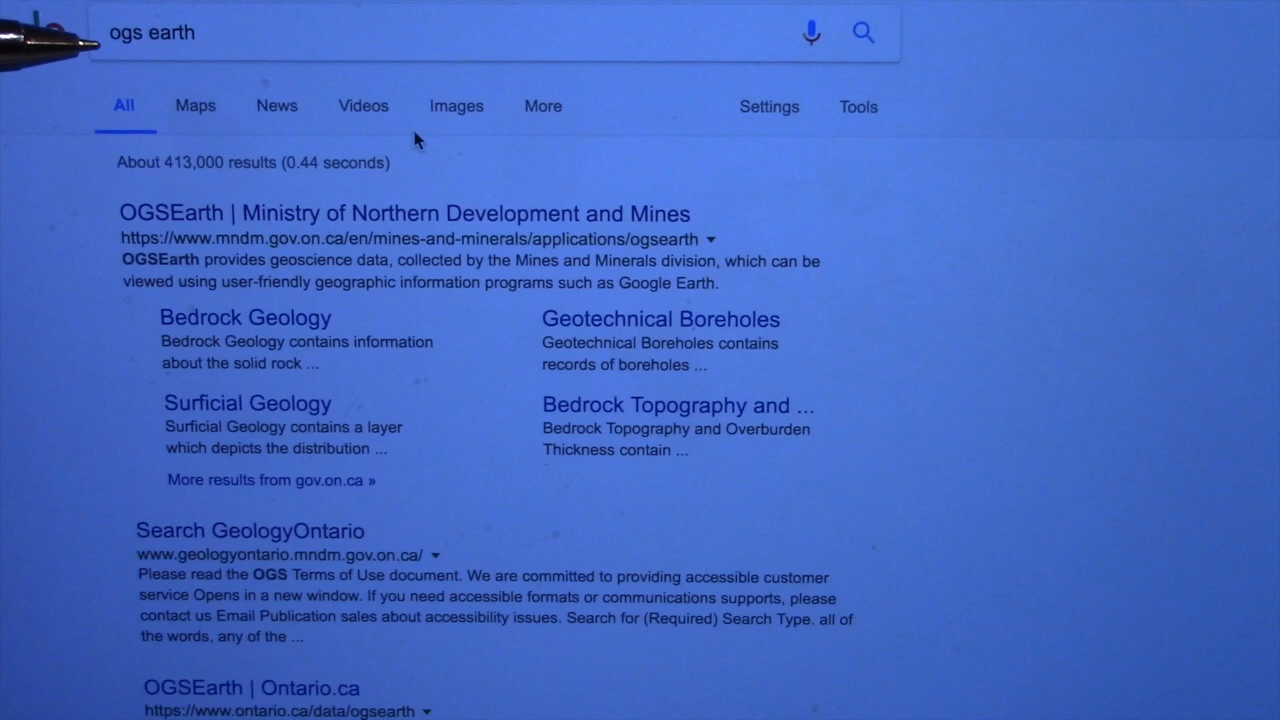 ogs earth
All Maps News Videos Images More Settings Tools
About 413,000 results (0.44 seconds)
OGSEarth | Ministry of Northern Development and Mines
https://www.mndm.gov.on.ca/en/mines-and-minerals/applications/ogsearth
OGSEarth provides geoscience data, collected by the Mines and Minerals division, which can be
viewed using user-friendly geographic information programs such as Google Earth.
Bedrock Geology
Bedrock Geology contains information
about the solid rock ...
Geotechnical Boreholes
Geotechnical Boreholes contains
records of boreholes ...
Surficial Geology
Surficial Geology contains a layer
which depicts the distribution ...
Bedrock Topography and ...
Bedrock Topography and Overburden
Thickness contain ...
More results from gov.on.ca »
Search GeologyOntario
www.geologyontario.mndm.gov.on.ca/
Please read the OGS Terms of Use document. We are committed to providing accessible customer
service Opens in a new window. If you need accessible formats or communications supports, please
contact us Email Publication sales about accessibility issues. Search for (Required) Search Type. all of
the words, any of the ...
OGSEarth | Ontario.ca
https://www.ontario.ca/data/ogsearth